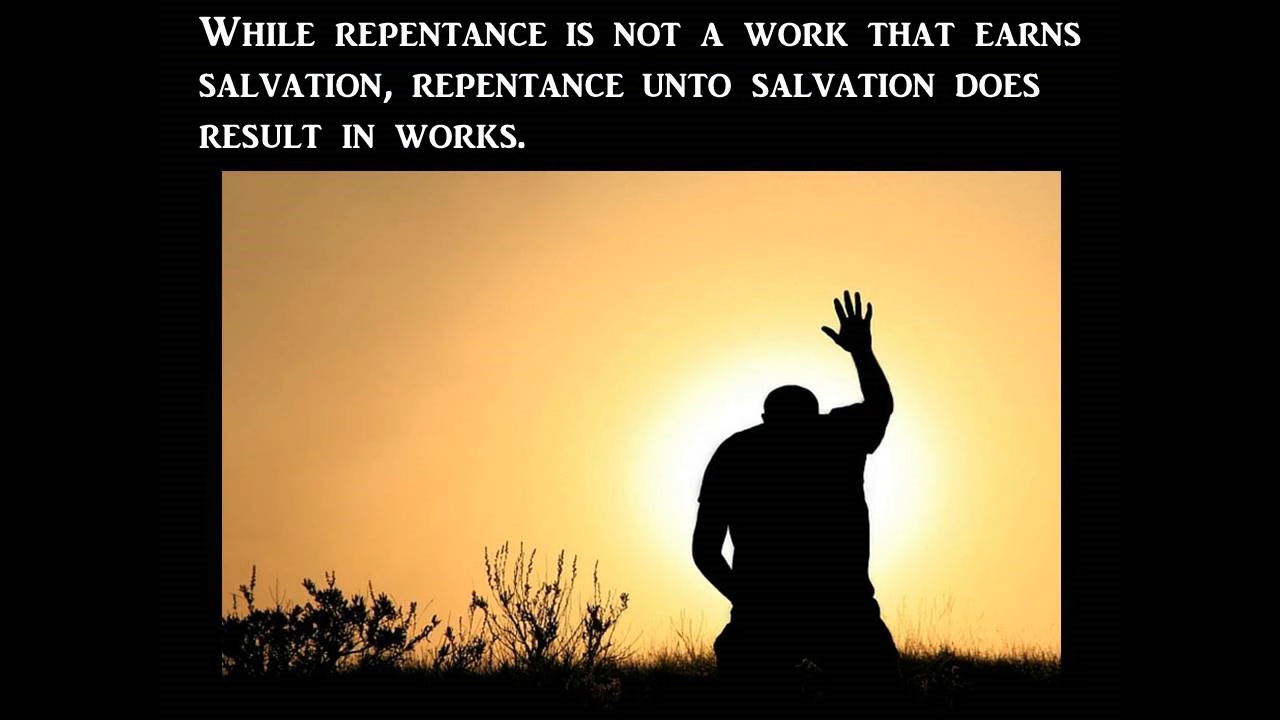 While repentance is not a work that earns
salvation, repentance unto salvation does
result in works.